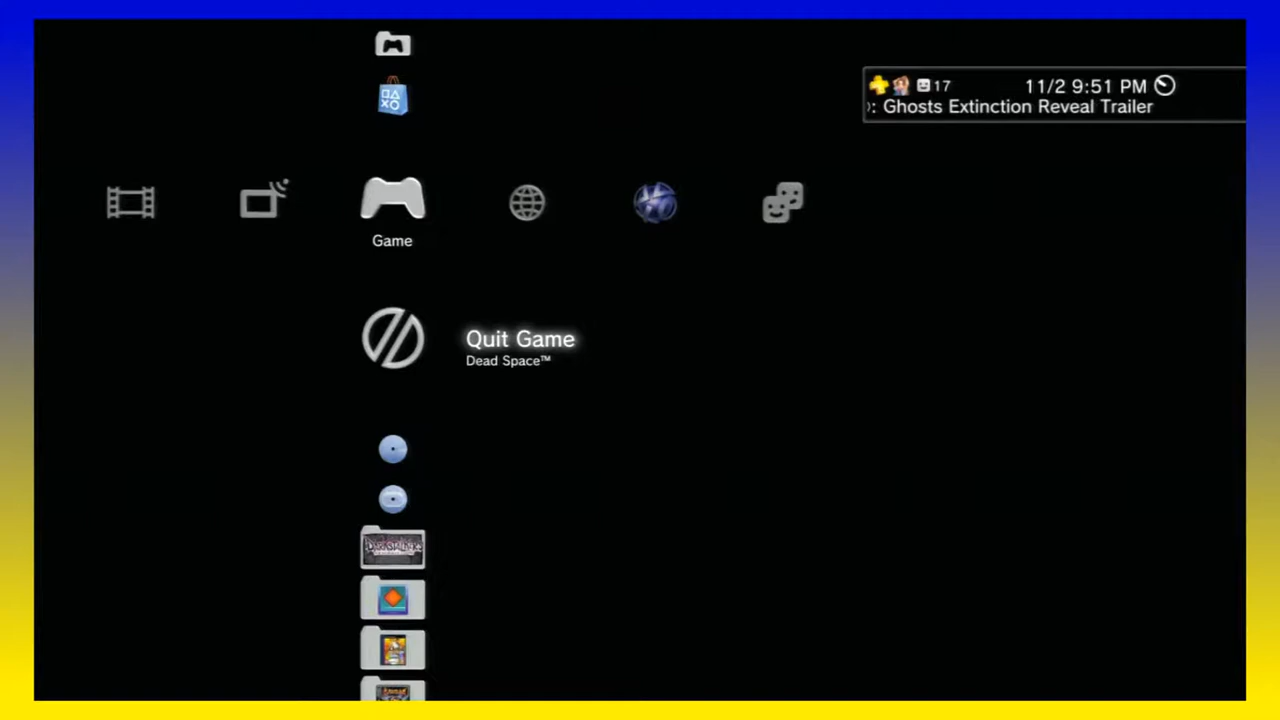 17 11/2 9:51 PM
: Ghosts Extinction Reveal Trailer
Game
Quit Game
Dead Space™